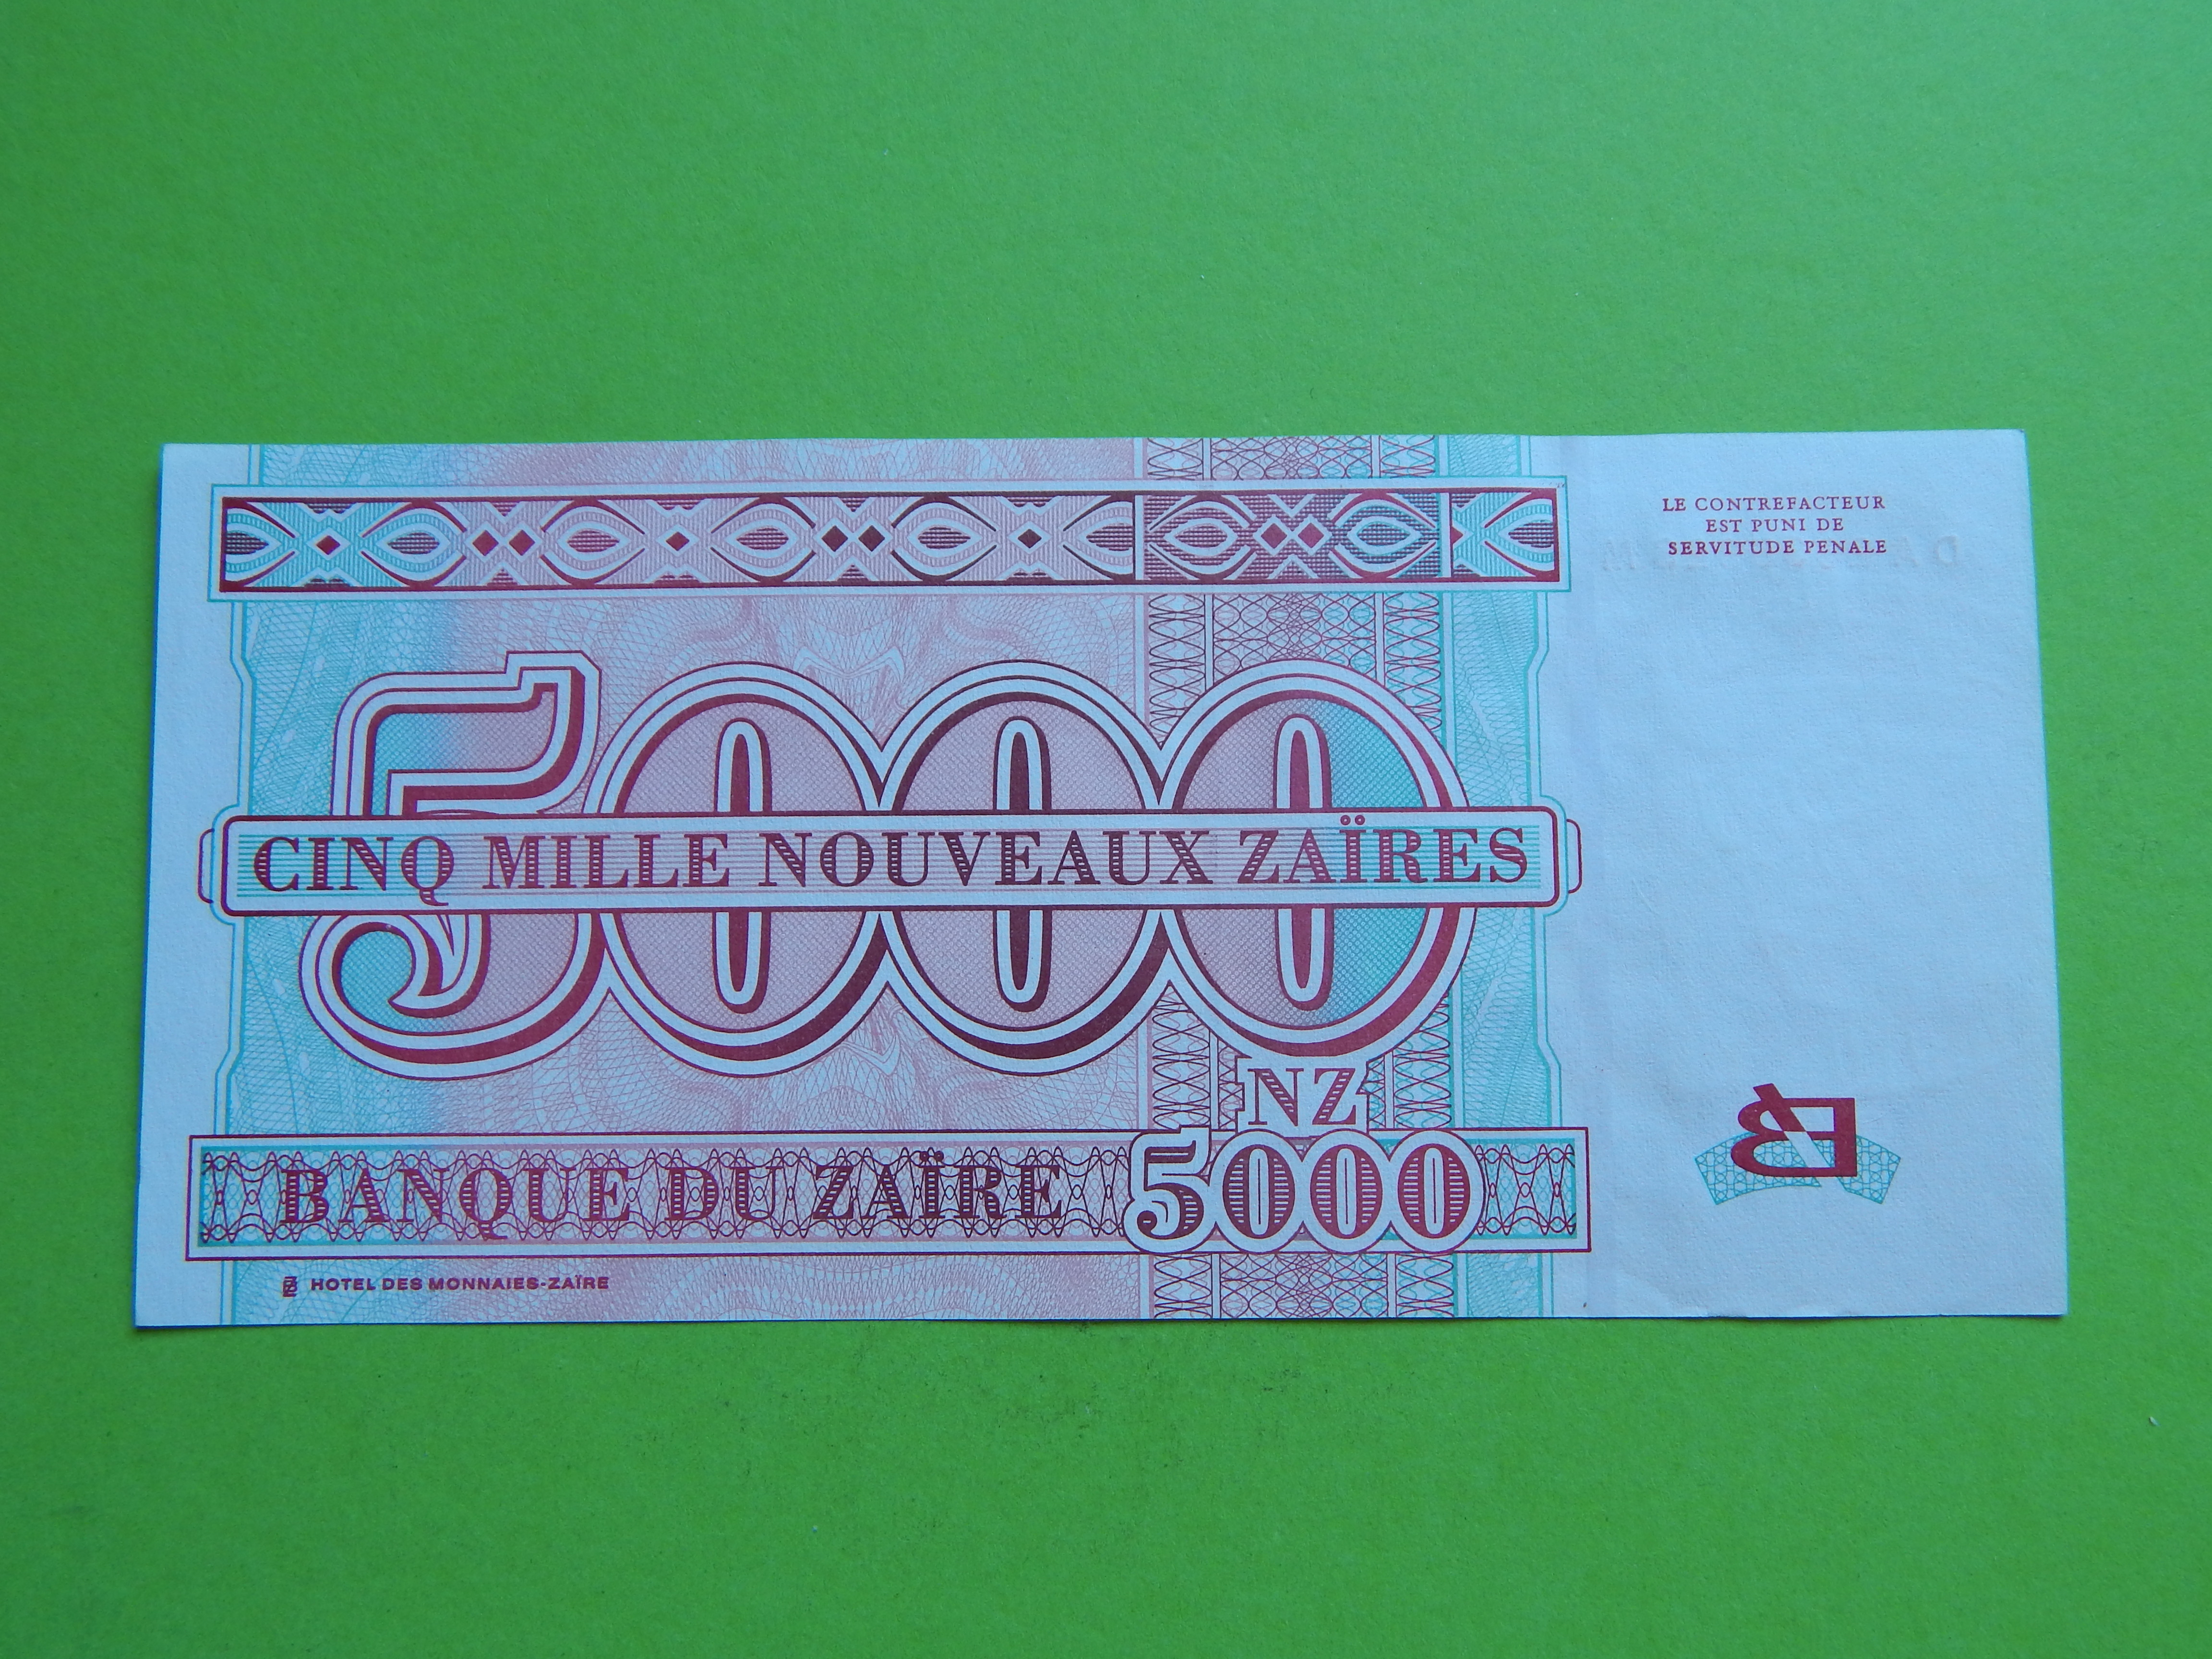 LE CONTREFACTEUR
EST PUNI DE
SERVITUDE PENALE
5000
CINQ MILLE NOUVEAUX ZAÏRES
NZ
BANQUE DU ZAÏRE 5000
HOTEL DES MONNAIES-ZAÏRE